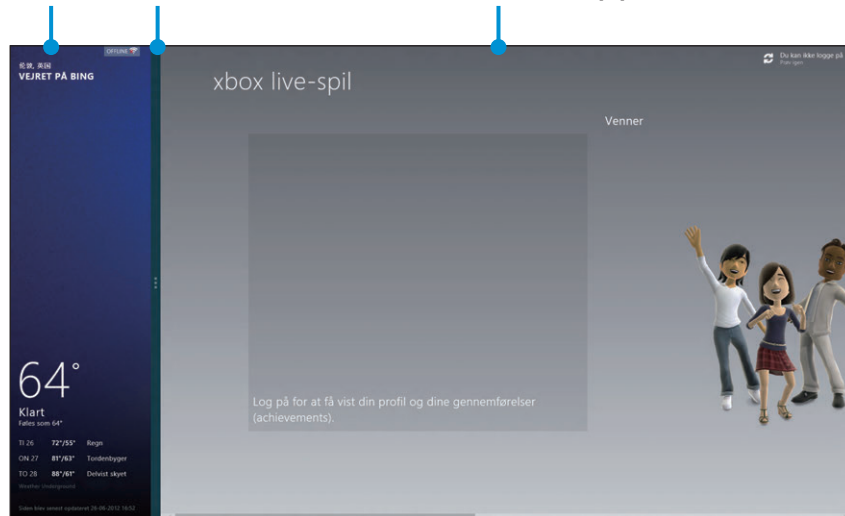 OFFLINE
伦敦, 英国
VEJRET PÅ BING
64°
Klart
Føles som 64°
TI 26 72°/55° Regn
ON 27 81°/63° Tordenbyger
TO 28 88°/61° Delvist skyet
Weather Underground
Siden blev senest opdateret 26-06-2012 16:52
xbox live-spil
Log på for at få vist din profil og dine gennemførelser
(achievements).
Venner
Du kan ikke logge på
Prøv igen